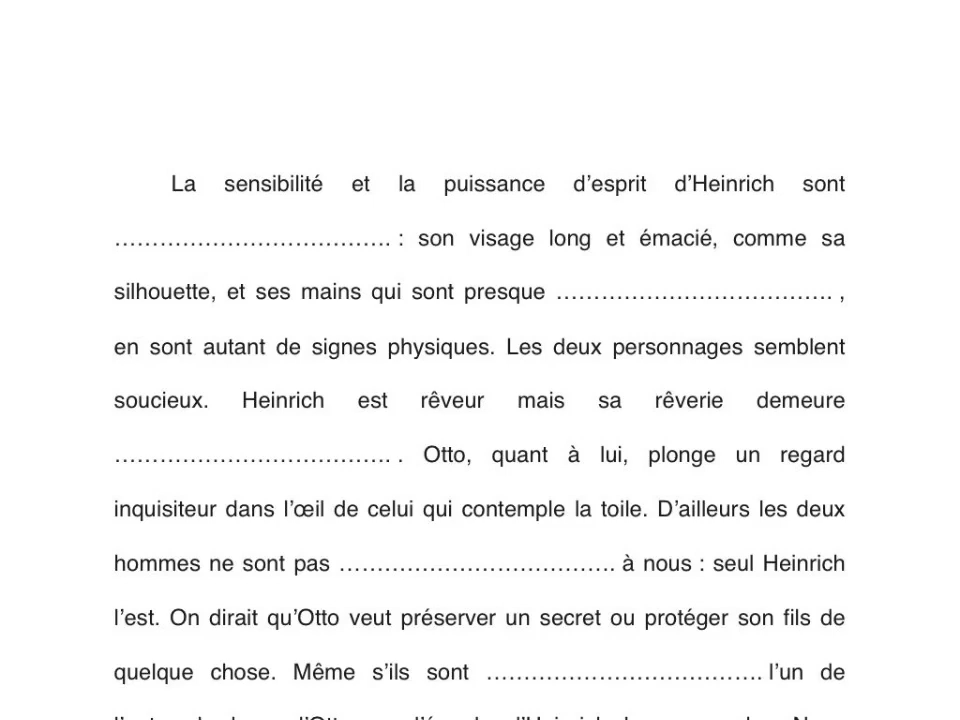 La sensibilité et la puissance d’esprit d’Heinrich sont
………………………………. : son visage long et émacié, comme sa
silhouette, et ses mains qui sont presque ………………………………. ,
en sont autant de signes physiques. Les deux personnages semblent
soucieux. Heinrich est rêveur mais sa rêverie demeure
………………………………. . Otto, quant à lui, plonge un regard
inquisiteur dans l’œil de celui qui contemple la toile. D’ailleurs les deux
hommes ne sont pas ………………………………. à nous : seul Heinrich
l’est. On dirait qu’Otto veut préserver un secret ou protéger son fils de
quelque chose. Même s’ils sont ………………………………. l’un de